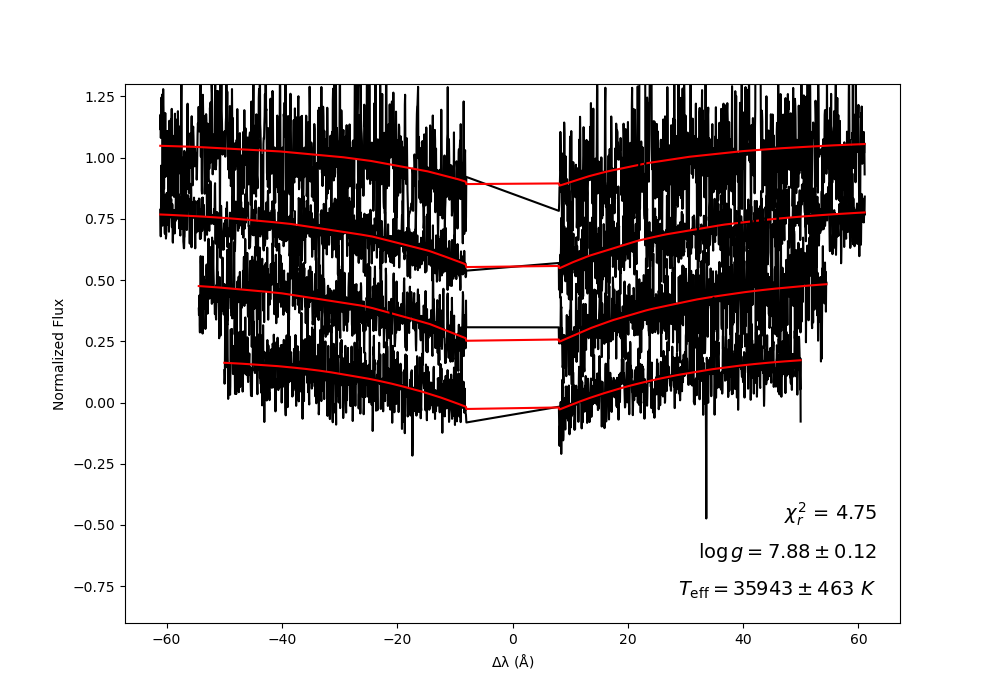 1.25
1.00
0.75
0.50
0.25
0.00
−0.25
−0.50
−0.75
Normalized Flux
χ²ᵣ = 4.75
log g = 7.88 ± 0.12
T_eff = 35943 ± 463 K
−60 −40 −20 0 20 40 60
Δλ (Å)